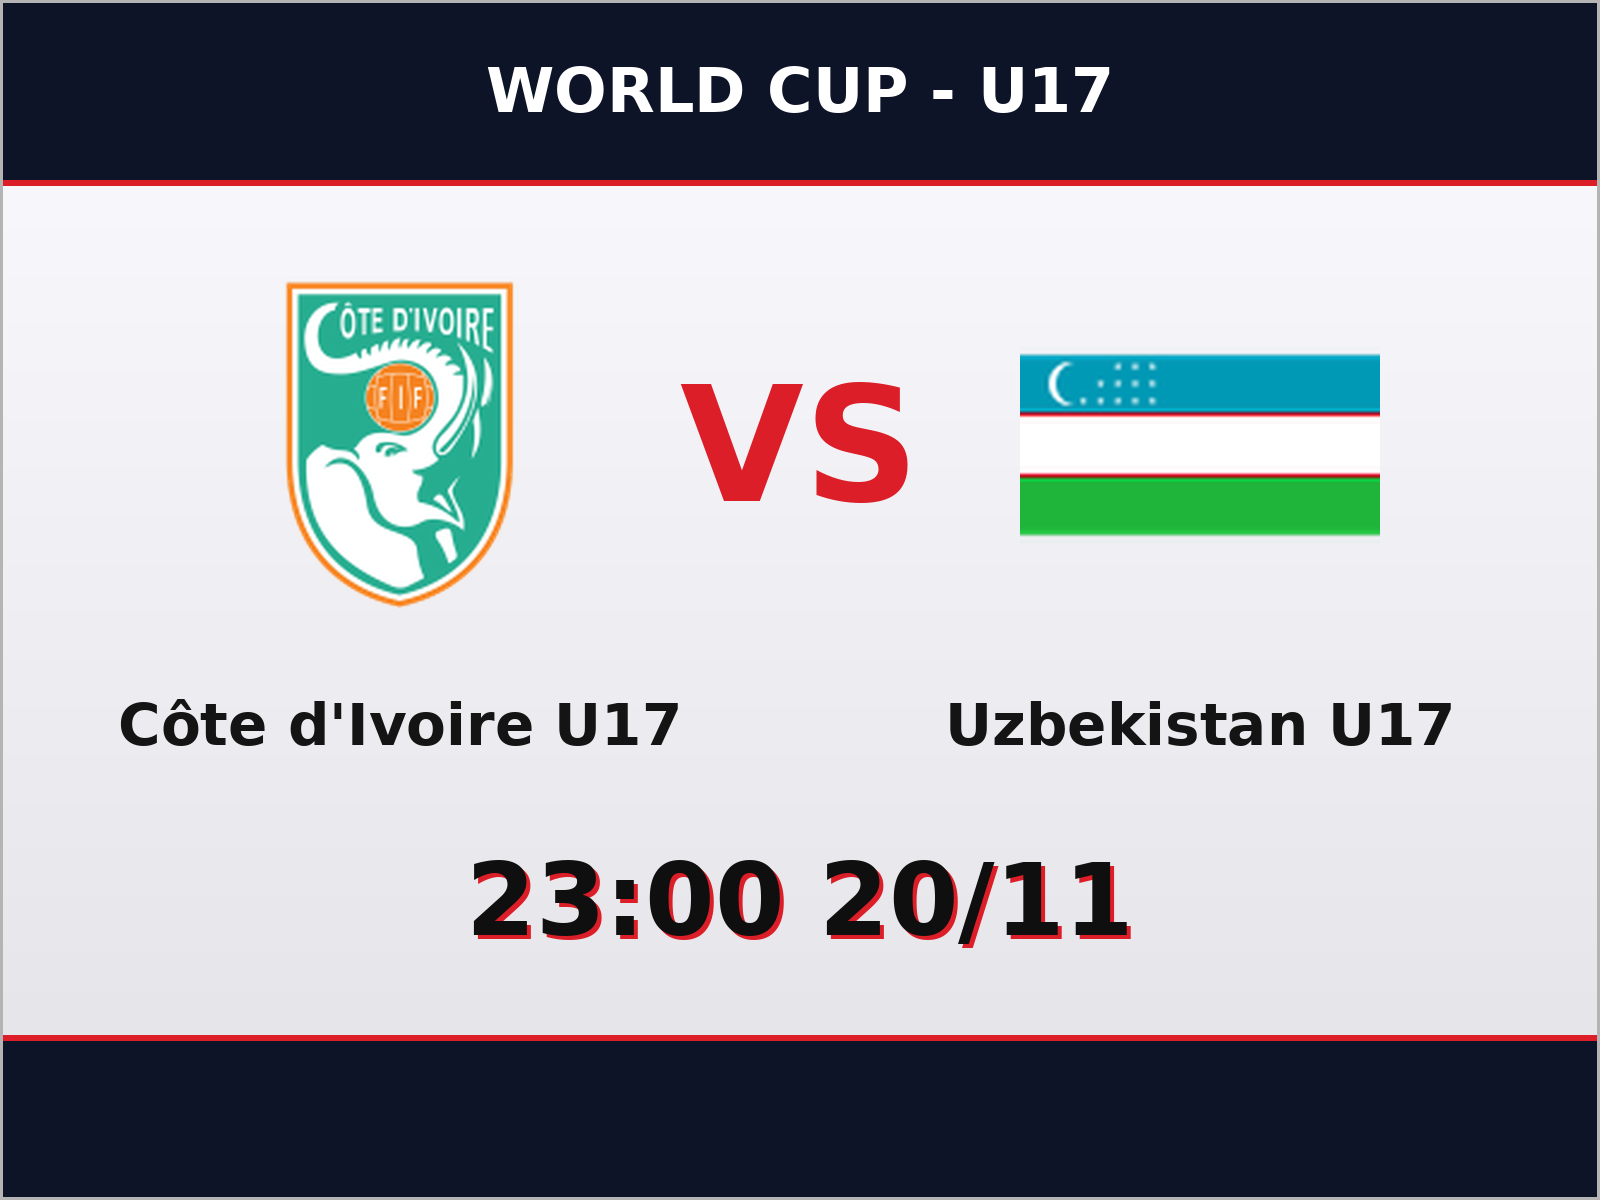 WORLD CUP - U17
CÔTE D'IVOIRE
FIF
VS
Côte d'Ivoire U17
Uzbekistan U17
23:00 20/11